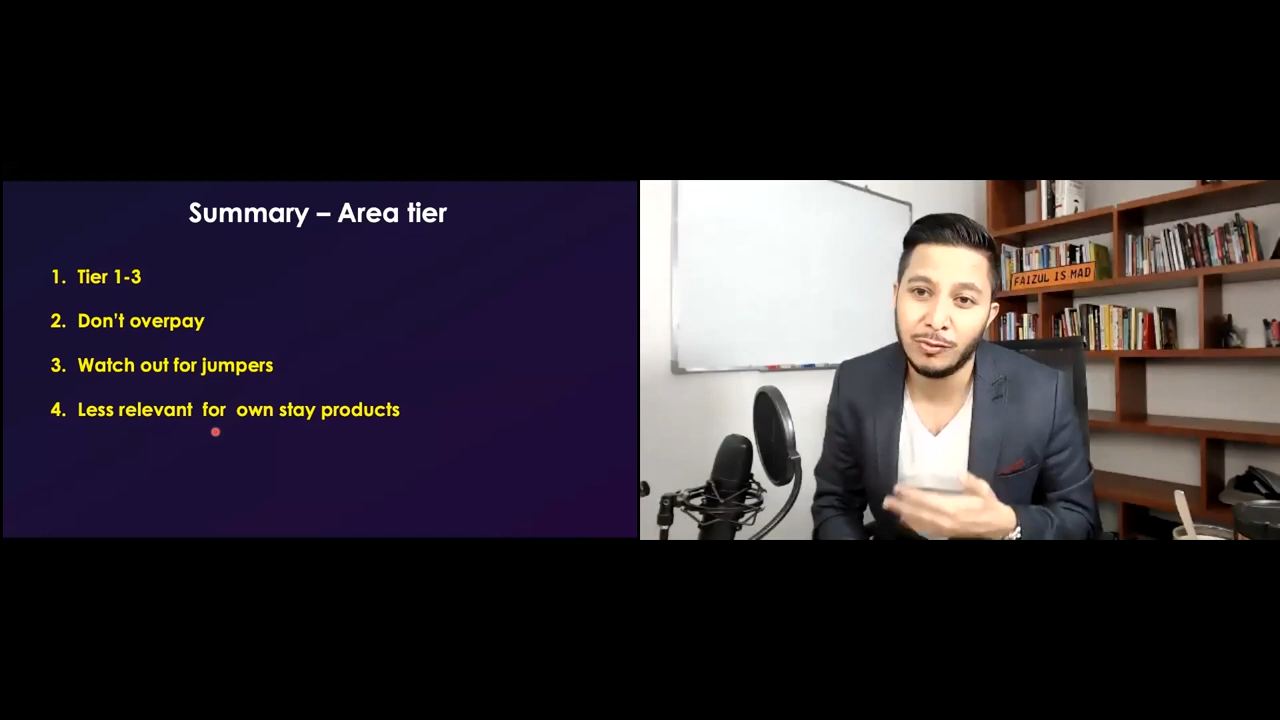 Summary – Area tier
1. Tier 1-3
2. Don't overpay
3. Watch out for jumpers
4. Less relevant for own stay products
FAIZUL IS MAD